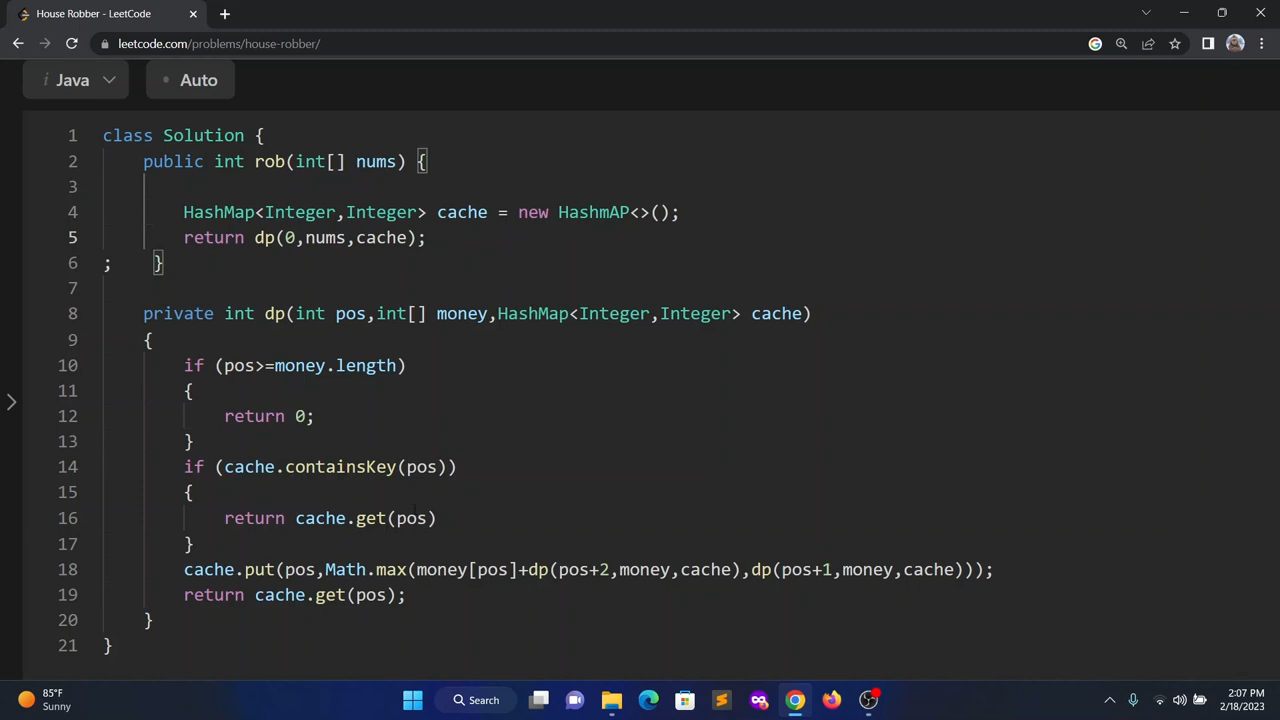 House Robber - LeetCode
leetcode.com/problems/house-robber/
i Java
Auto
1 class Solution {
2 public int rob(int[] nums) {
3
4 HashMap<Integer,Integer> cache = new HashmAP<>();
5 return dp(0,nums,cache);
6 ; }
7
8 private int dp(int pos,int[] money,HashMap<Integer,Integer> cache)
9 {
10 if (pos>=money.length)
11 {
12 return 0;
13 }
14 if (cache.containsKey(pos))
15 {
16 return cache.get(pos)
17 }
18 cache.put(pos,Math.max(money[pos]+dp(pos+2,money,cache),dp(pos+1,money,cache)));
19 return cache.get(pos);
20 }
21 }
85°F
Sunny
Search
2:07 PM
2/18/2023